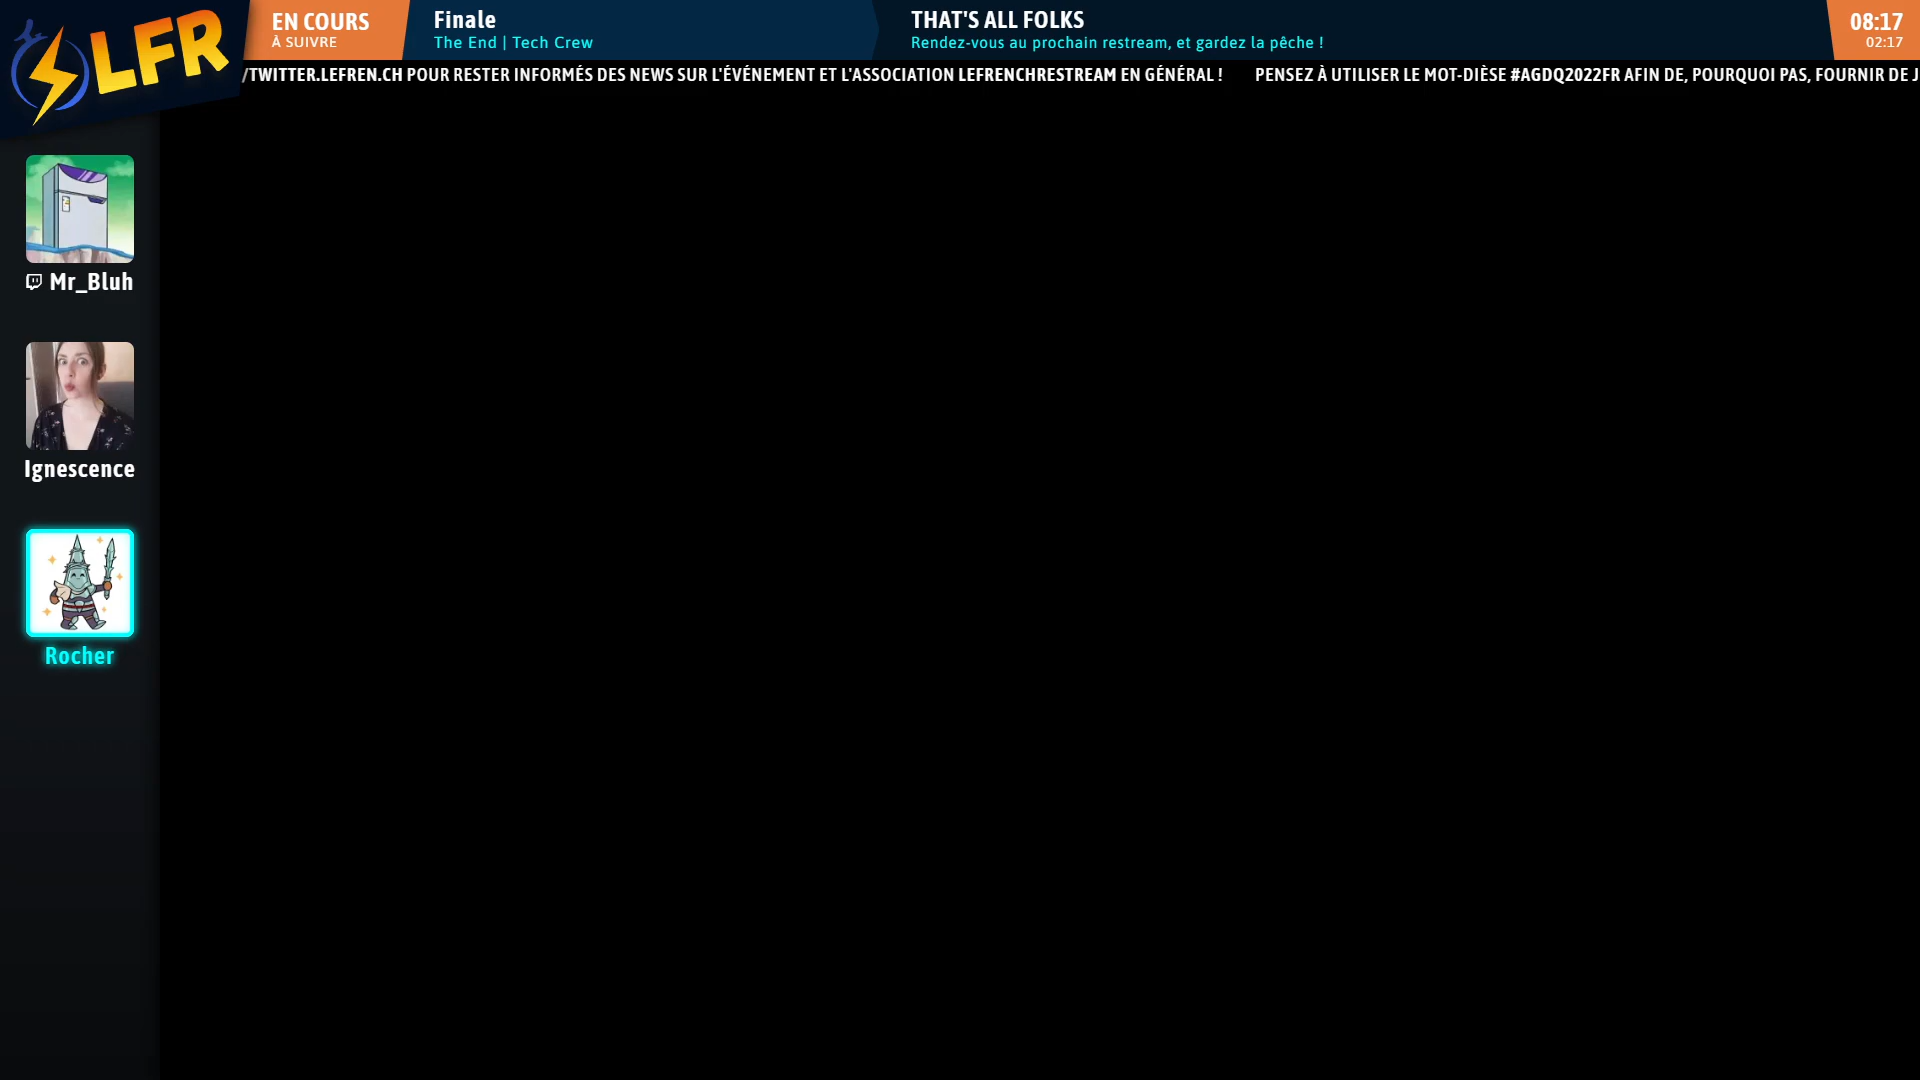 LFR
EN COURS
À SUIVRE
Finale
The End | Tech Crew
THAT'S ALL FOLKS
Rendez-vous au prochain restream, et gardez la pêche !
08:17
02:17
/TWITTER.LEFREN.CH POUR RESTER INFORMÉS DES NEWS SUR L'ÉVÉNEMENT ET L'ASSOCIATION LEFRENCHRESTREAM EN GÉNÉRAL ! PENSEZ À UTILISER LE MOT-DIÈSE #AGDQ2022FR AFIN DE, POURQUOI PAS, FOURNIR DE J
Mr_Bluh
Ignescence
Rocher